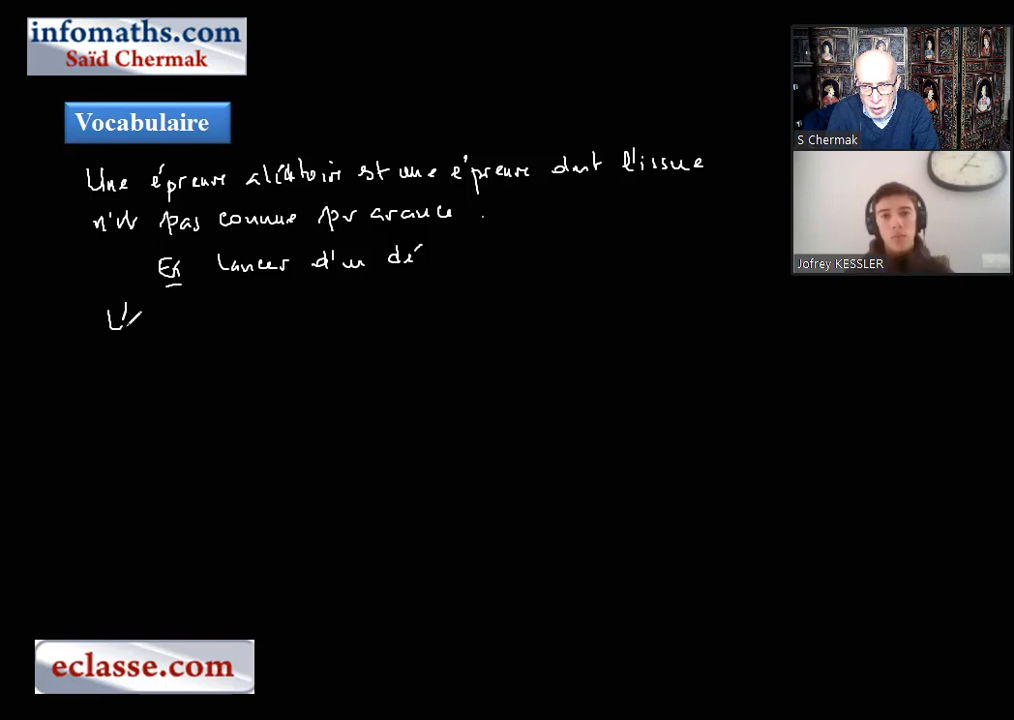 infomaths.com
Saïd Chermak
Vocabulaire
Une épreuve aléatoire est une épreuve dont l'issue
n'est pas connue par avance .
Ex lancer d'un dé
L'
S Chermak
Jofrey KESSLER
eclasse.com